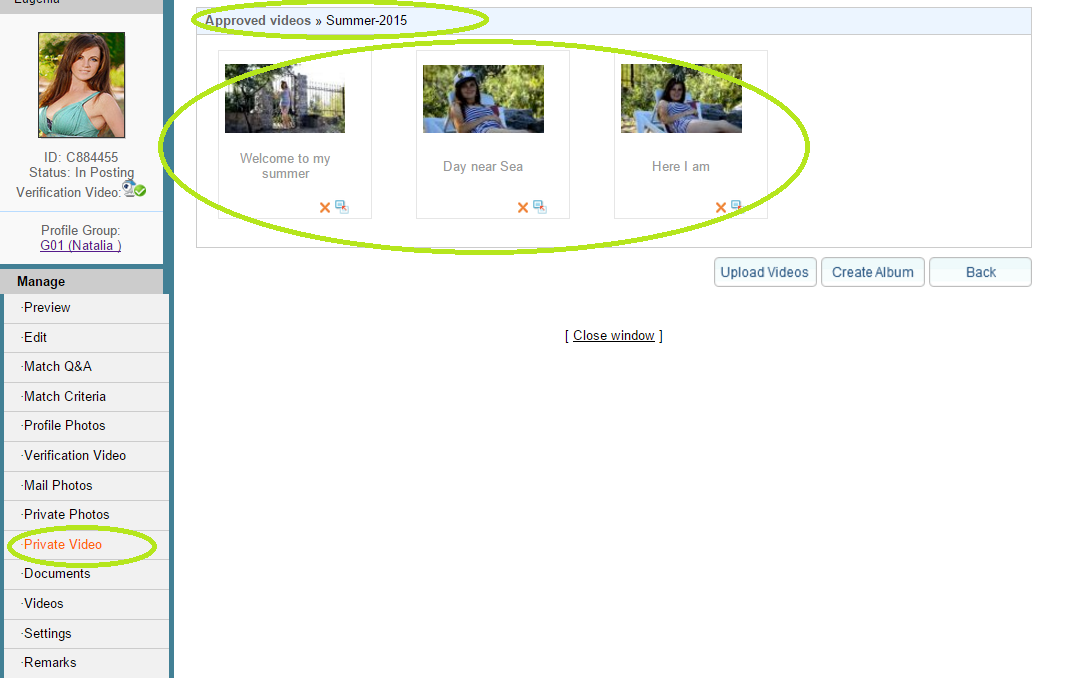 Eugenia
ID: C884455
Status: In Posting
Verification Video:
Profile Group:
G01 (Natalia )
Manage
·Preview
·Edit
·Match Q&A
·Match Criteria
·Profile Photos
·Verification Video
·Mail Photos
·Private Photos
·Private Video
·Documents
·Videos
·Settings
·Remarks
Approved videos » Summer-2015
Welcome to my
summer
Day near Sea
Here I am
Upload Videos
Create Album
Back
[ Close window ]